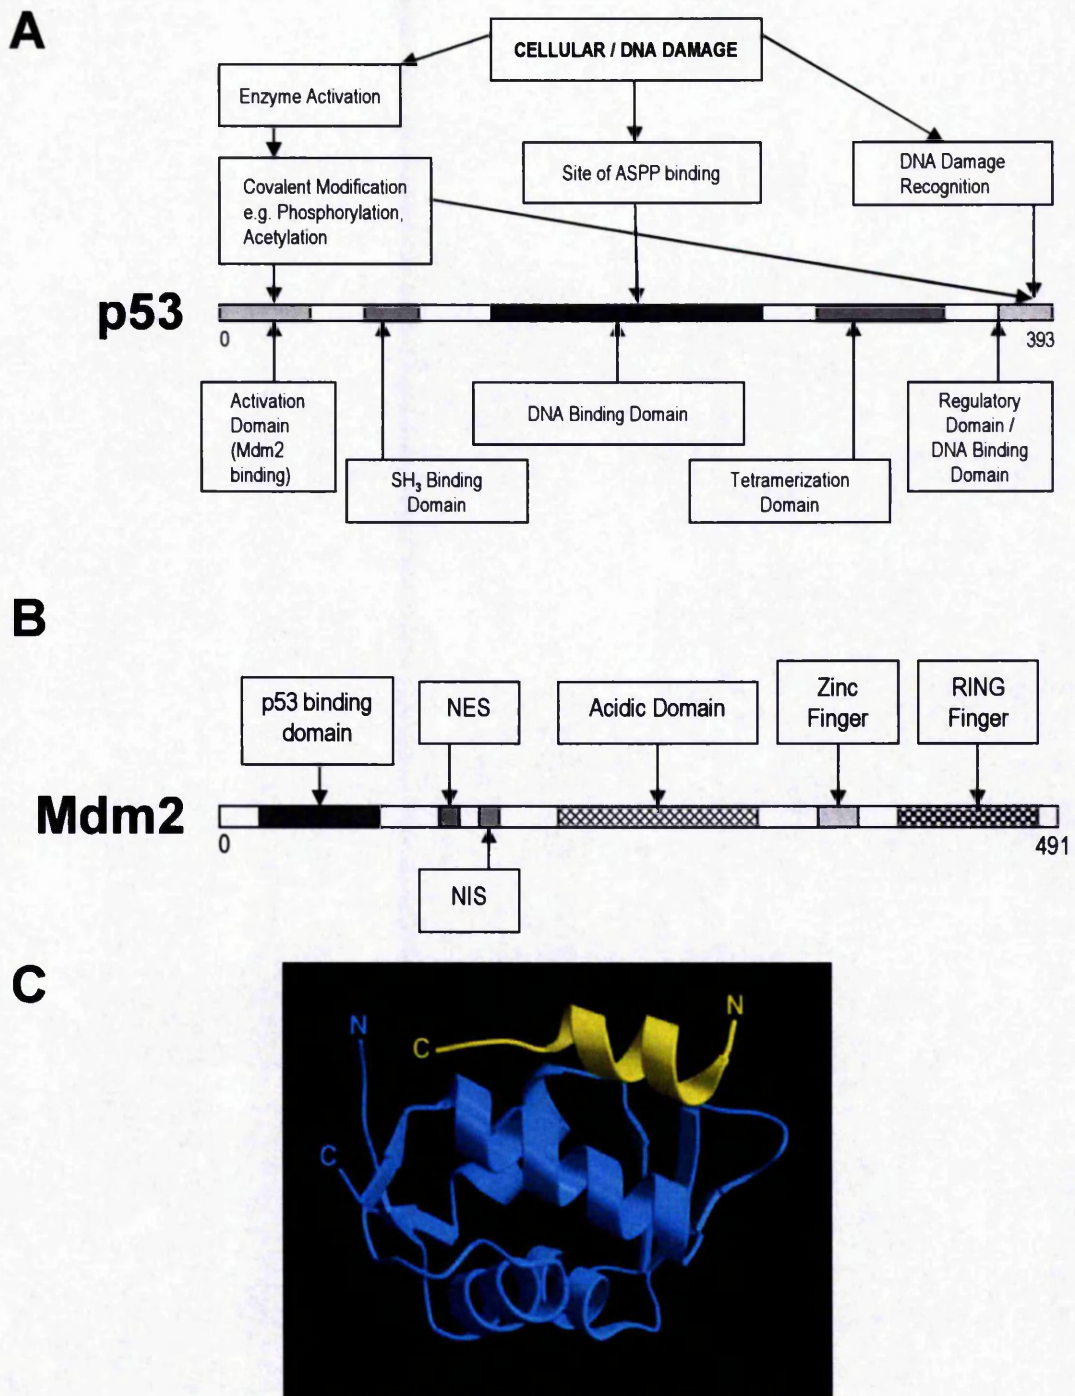 A
CELLULAR / DNA DAMAGE
Enzyme Activation
Covalent Modification
e.g. Phosphorylation,
Acetylation
Site of ASPP binding
DNA Damage
Recognition
p53
0
393
Activation
Domain
(Mdm2
binding)
SH₃ Binding
Domain
DNA Binding Domain
Tetramerization
Domain
Regulatory
Domain /
DNA Binding
Domain
B
p53 binding
domain
NES
Acidic Domain
Zinc
Finger
RING
Finger
Mdm2
0
491
NIS
C
N
C
N
C